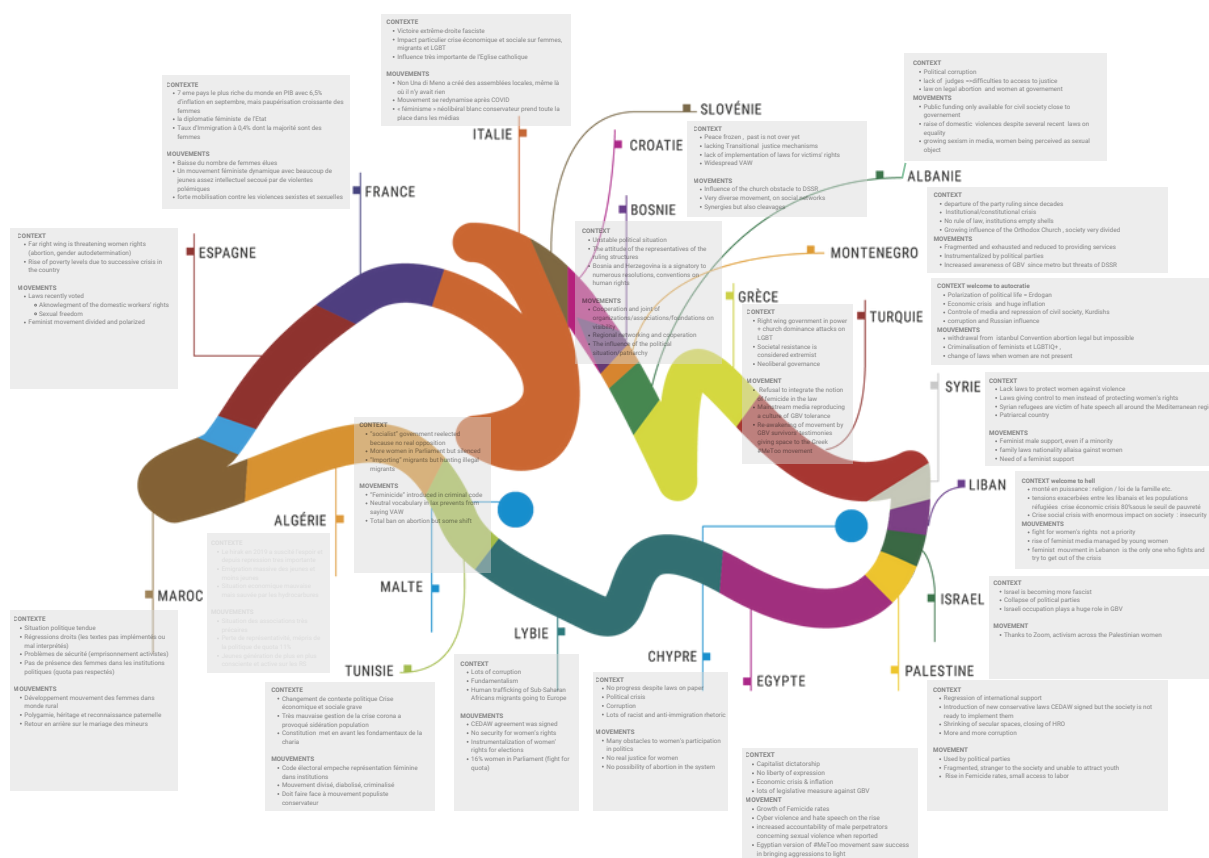 CONTEXTE
• Victoire extrême-droite fasciste
• Impact particulier crise économique et sociale sur femmes,
migrants et LGBT
• Influence très importante de l'Eglise catholique
MOUVEMENTS
• Non Una di Meno a créé des assemblées locales, même là
où il n'y avait rien
• Mouvement se redynamise après COVID
• « féminisme » néolibéral blanc conservateur prend toute la
place dans les médias
ITALIE
CONTEXTE
• 7 eme pays le plus riche du monde en PIB avec 6,5%
d'inflation en septembre, mais paupérisation croissante des
femmes
• la diplomatie féministe de l'Etat
• Taux d'immigration à 0,4% dont la majorité sont des
femmes
MOUVEMENTS
• Baisse du nombre de femmes élues
• Un mouvement féministe dynamique avec beaucoup de
jeunes assez intellectuel secoué par de violentes
polémiques
• forte mobilisation contre les violences sexistes et sexuelles
FRANCE
SLOVÉNIE
CROATIE
CONTEXT
• Peace frozen , past is not over yet
• lacking Transitional justice mechanisms
• lack of implementation of laws for victims' rights
• Widespread VAW
MOVEMENTS
• Influence of the church obstacle to DSSR
• Very diverse movement, on social networks
• Synergies but also cleavages
CONTEXT
• Political corruption
• lack of judges =>difficulties to access to justice
• law on legal abortion and women at governement
MOVEMENTS
• Public funding only available for civil society close to
governement
• raise of domestic violences despite several recent laws on
equality
• growing sexism in media, women being perceived as sexual
object
ALBANIE
BOSNIE
CONTEXT
• Unstable political situation
• The attitude of the representatives of the
ruling structures
• Bosnia and Herzegovina is a signatory to
numerous resolutions, conventions on
human rights
MOUVEMENTS
• Cooperation and joint of
organizations/associations/foundations on
stability
• Regional networking and cooperation
• The influence of the political
situation/patriarchy
MONTENEGRO
CONTEXT
• departure of the party ruling since decades
• Institutional/constitutional crisis
• No rule of law, institutions empty shells
• Growing influence of the Orthodox Church , society very divided
MOVEMENTS
• Fragmented and exhausted and reduced to providing services
• Instrumentalized by political parties
• Increased awareness of GBV since metro but threats of DSSR
ESPAGNE
CONTEXT
• Far right wing is threatening women rights
(abortion, gender autodetermination)
• Rise of poverty levels due to successive crisis in
the country
MOUVEMENTS
• Laws recently voted
Aknowlegment of the domestic workers' rights
Sexual freedom
• Feminist movement divided and polarized
GRÈCE
CONTEXT
• Right wing government in power
+ church dominance attacks on
LGBT
• Societal resistance is
considered extremist
• Neoliberal governance
MOVEMENT
• Refusal to integrate the notion
of femicide in the law
• Mainstream media reproducing
a culture of GBV tolerance
• Re awakening of movement by
GBV survivors' testimonies
giving space to the Greek
#MeToo movement
TURQUIE
CONTEXT welcome to autocratie
• Polarization of political life = Erdogan
• Economic crisis and huge inflation
• Controle of media and repression of civil society, Kurdishs
• corruption and Russian influence
MOUVEMENTS
• withdrawal from istanbul Convention abortion legal but impossible
• Criminalisation of feminists et LGBTIQ+ ,
• change of laws when women are not present
SYRIE
CONTEXT
• Lack laws to protect women against violence
• Laws giving control to men instead of protecting women's rights
• Syrian refugees are victim of hate speech all around the Mediterranean regi
• Patriarcal country
MOUVEMENTS
• Feminist male support, even if a minority
• family laws nationality allaisa against women
• Need of a feminist support
LIBAN
CONTEXT welcome to hell
• monté en puissance : religion / loi de la famille etc.
• tensions exacerbées entre les libanais et les populations
réfugiées crise économic crisis 80%sous le seuil de pauvreté
• Crise social crisis with enormous impact on society : insecurity
MOUVEMENTS
• fight for women's rights not a priority
• rise of feminist media managed by young women
• feminist mouvment in Lebanon is the only one who fights and
try to get out of the crisis
ISRAEL
CONTEXT
• Israel is becoming more fascist
• Collapse of political parties
• Israeli occupation plays a huge role in GBV
MOVEMENT
• Thanks to Zoom, activism across the Palestinian women
CONTEXT
• "socialist" government reelected
because no real opposition
• More women in Parliament but silenced
• "Importing" migrants but hunting illegal
migrants
MOVEMENTS
• "Feminicide" introduced in criminal code
• Neutral vocabulary in law prevents from
saying VAW
• Total ban on abortion but some shift
MALTE
ALGÉRIE
CONTEXTE
MOUVEMENTS
MAROC
CONTEXTE
• Situation politique tendue
• Régressions droits (les textes pas implémentés ou
mal interprétés)
• Problèmes de sécurité (emprisonnement activistes)
• Pas de présence des femmes dans les institutions
politiques (quota pas respectés)
MOUVEMENTS
• Développement mouvement des femmes dans
monde rural
• Polygamie, héritage et reconnaissance paternelle
• Retour en arrière sur le mariage des mineurs
TUNISIE
CONTEXTE
• Changement de contexte politique Crise
économique et sociale grave
• Très mauvaise gestion de la crise corona a
provoqué sidération population
• Constitution met en avant les fondamentaux de la
charia
MOUVEMENTS
• Code électoral empache représentation féminine
dans institutions
• Mouvement divisé, diabolisé, criminalisé
• Doit faire face à mouvement populiste
conservateur
LYBIE
CONTEXT
• Lots of corruption
• Fundamentalism
• Human trafficking of Sub-Saharan
Africans migrants going to Europe
MOUVEMENTS
• CEDAW agreement was signed
• No security for women's rights
• Instrumentalization of women'
rights for elections
• 16% women in Parliament (fight for
quota)
CHYPRE
CONTEXT
• No progress despite laws on paper
• Political crisis
• Corruption
• Lots of racist and anti-immigration rhetoric
MOVEMENTS
• Many obstacles to women's participation
in politics
• No real justice for women
• No possibility of abortion in the system
EGYPTE
CONTEXT
• Capitalist dictatorship
• No liberty of expression
• Economic crisis & inflation
• lots of legislative measure against GBV
MOVEMENT
• Growth of Femicide rates
• Cyber violence and hate speech on the rise
• increased accountability of male perpetrators
concerning sexual violence when reported
• Egyptian version of #MeToo movement saw success
in bringing aggressions to light
PALESTINE
CONTEXT
• Regression of international support
• Introduction of new conservative laws CEDAW signed but the society is not
ready to implement them
• Shrinking of secular spaces, closing of HRD
• More and more corruption
MOVEMENT
• Used by political parties
• Fragmented, stranger to the society and unable to attract youth
• Rise in Femicide rates, small access to labor